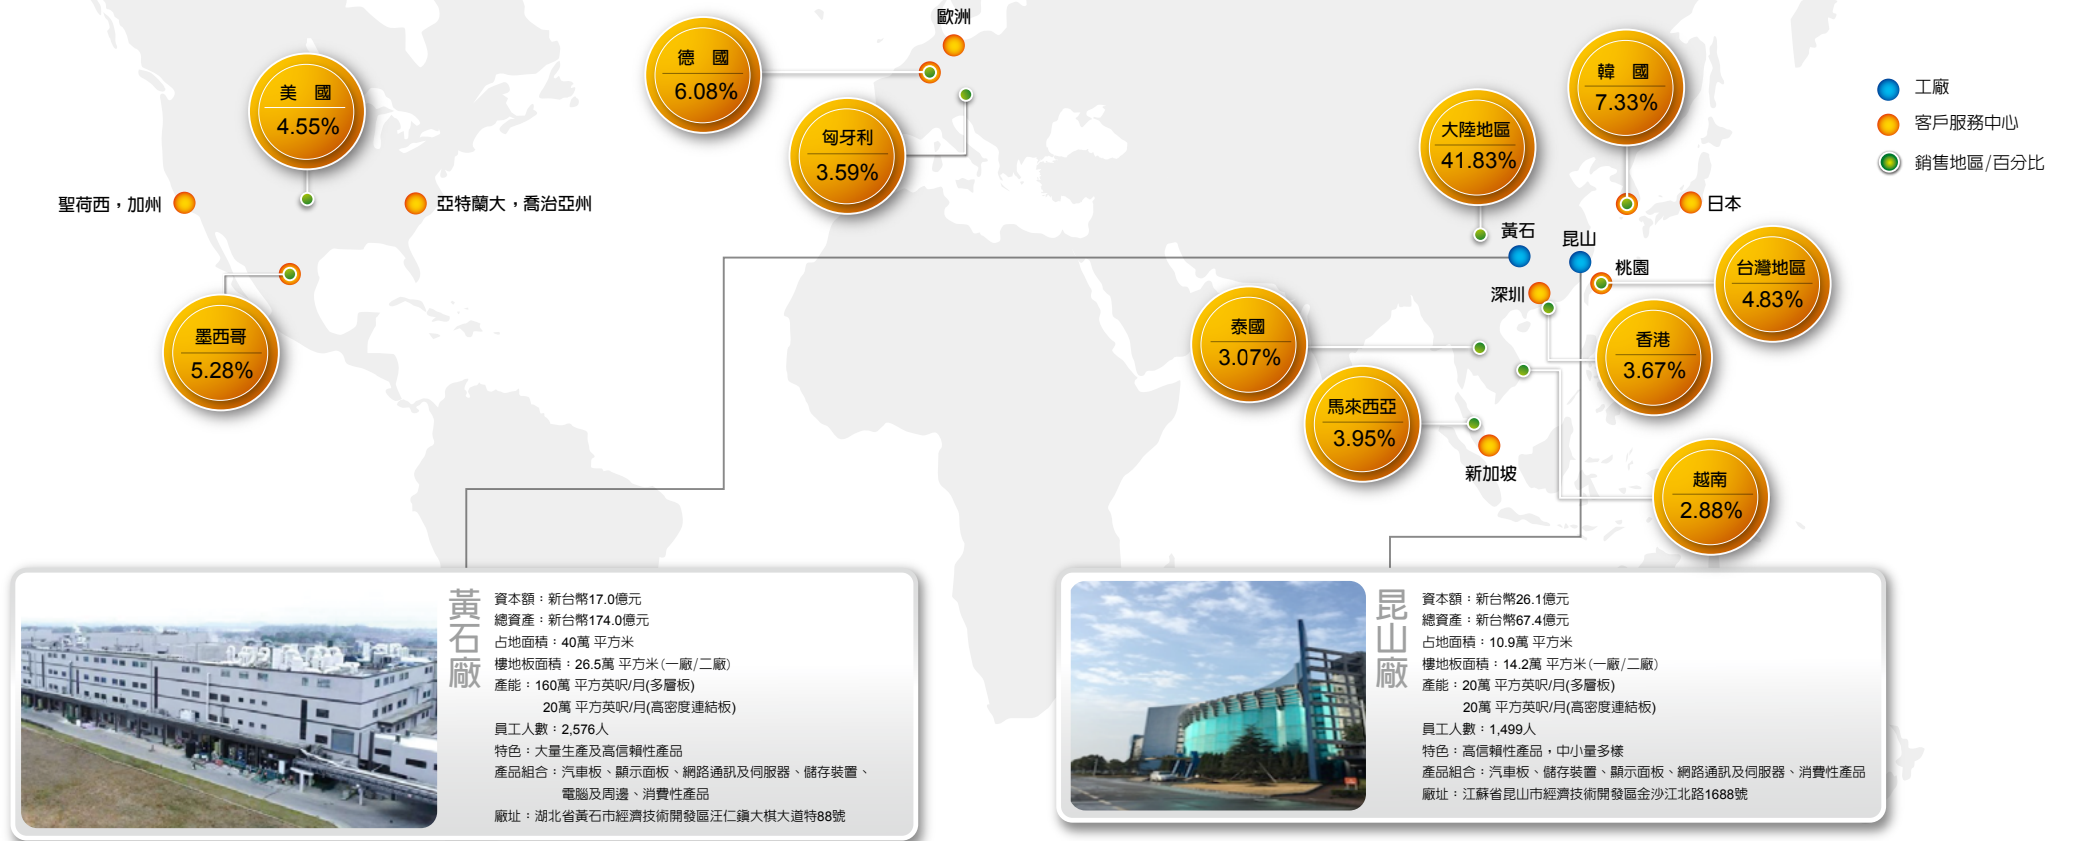 歐洲
德 國
6.08%
美 國
4.55%
匈牙利
3.59%
韓 國
7.33%
大陸地區
41.83%
工廠
客戶服務中心
銷售地區/百分比
聖荷西,加州
亞特蘭大,喬治亞州
日本
黃石
昆山
桃園
深圳
台灣地區
4.83%
墨西哥
5.28%
泰國
3.07%
香港
3.67%
馬來西亞
3.95%
新加坡
越南
2.88%
黃石廠
資本額:新台幣17.0億元
總資產:新台幣174.0億元
占地面積:40萬 平方米
樓地板面積:26.5萬 平方米(一廠/二廠)
產能:160萬 平方英呎/月(多層板)
20萬 平方英呎/月(高密度連結板)
員工人數:2,576人
特色:大量生產及高信賴性產品
產品組合:汽車板、顯示面板、網路通訊及伺服器、儲存裝置、
電腦及周邊、消費性產品
廠址:湖北省黃石市經濟技術開發區汪仁鎮大棋大道特88號
昆山廠
資本額:新台幣26.1億元
總資產:新台幣67.4億元
占地面積:10.9萬 平方米
樓地板面積:14.2萬 平方米(一廠/二廠)
產能:20萬 平方英呎/月(多層板)
20萬 平方英呎/月(高密度連結板)
員工人數:1,499人
特色:高信賴性產品,中小量多樣
產品組合:汽車板、儲存裝置、顯示面板、網路通訊及伺服器、消費性產品
廠址:江蘇省昆山市經濟技術開發區金沙江北路1688號